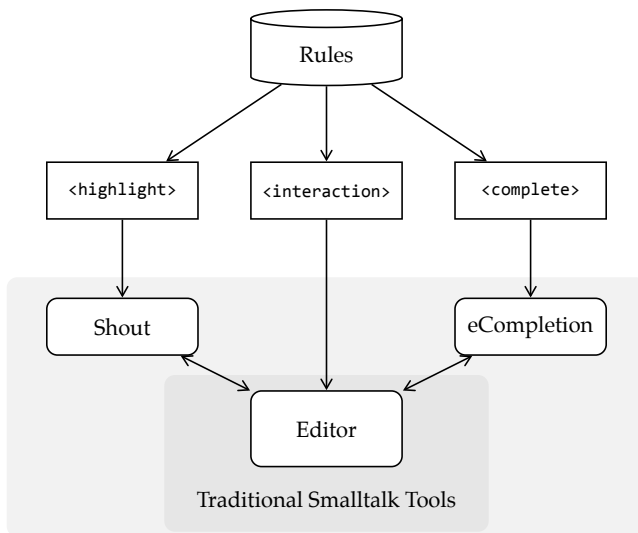 Rules
<highlight>
<interaction>
<complete>
Shout
eCompletion
Editor
Traditional Smalltalk Tools